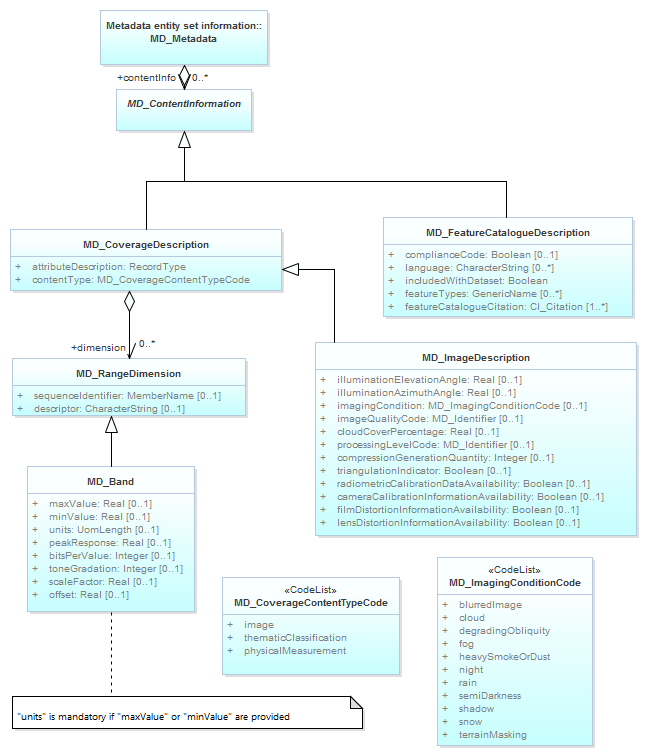 Metadata entity set information::
MD_Metadata
+contentInfo 0..*
MD_ContentInformation
MD_CoverageDescription
+ attributeDescription: RecordType
+ contentType: MD_CoverageContentTypeCode
MD_FeatureCatalogueDescription
+ complianceCode: Boolean [0..1]
+ language: CharacterString [0..*]
+ includedWithDataset: Boolean
+ featureTypes: GenericName [0..*]
+ featureCatalogueCitation: CI_Citation [1..*]
+dimension 0..*
MD_RangeDimension
+ sequenceIdentifier: MemberName [0..1]
+ descriptor: CharacterString [0..1]
MD_ImageDescription
+ illuminationElevationAngle: Real [0..1]
+ illuminationAzimuthAngle: Real [0..1]
+ imagingCondition: MD_ImagingConditionCode [0..1]
+ imageQualityCode: MD_Identifier [0..1]
+ cloudCoverPercentage: Real [0..1]
+ processingLevelCode: MD_Identifier [0..1]
+ compressionGenerationQuantity: Integer [0..1]
+ triangulationIndicator: Boolean [0..1]
+ radiometricCalibrationDataAvailability: Boolean [0..1]
+ cameraCalibrationInformationAvailability: Boolean [0..1]
+ filmDistortionInformationAvailability: Boolean [0..1]
+ lensDistortionInformationAvailability: Boolean [0..1]
MD_Band
+ maxValue: Real [0..1]
+ minValue: Real [0..1]
+ units: UomLength [0..1]
+ peakResponse: Real [0..1]
+ bitsPerValue: Integer [0..1]
+ toneGradation: Integer [0..1]
+ scaleFactor: Real [0..1]
+ offset: Real [0..1]
«CodeList»
MD_CoverageContentTypeCode
+ image
+ thematicClassification
+ physicalMeasurement
«CodeList»
MD_ImagingConditionCode
+ blurredImage
+ cloud
+ degradingObliquity
+ fog
+ heavySmokeOrDust
+ night
+ rain
+ semiDarkness
+ shadow
+ snow
+ terrainMasking
"units" is mandatory if "maxValue" or "minValue" are provided